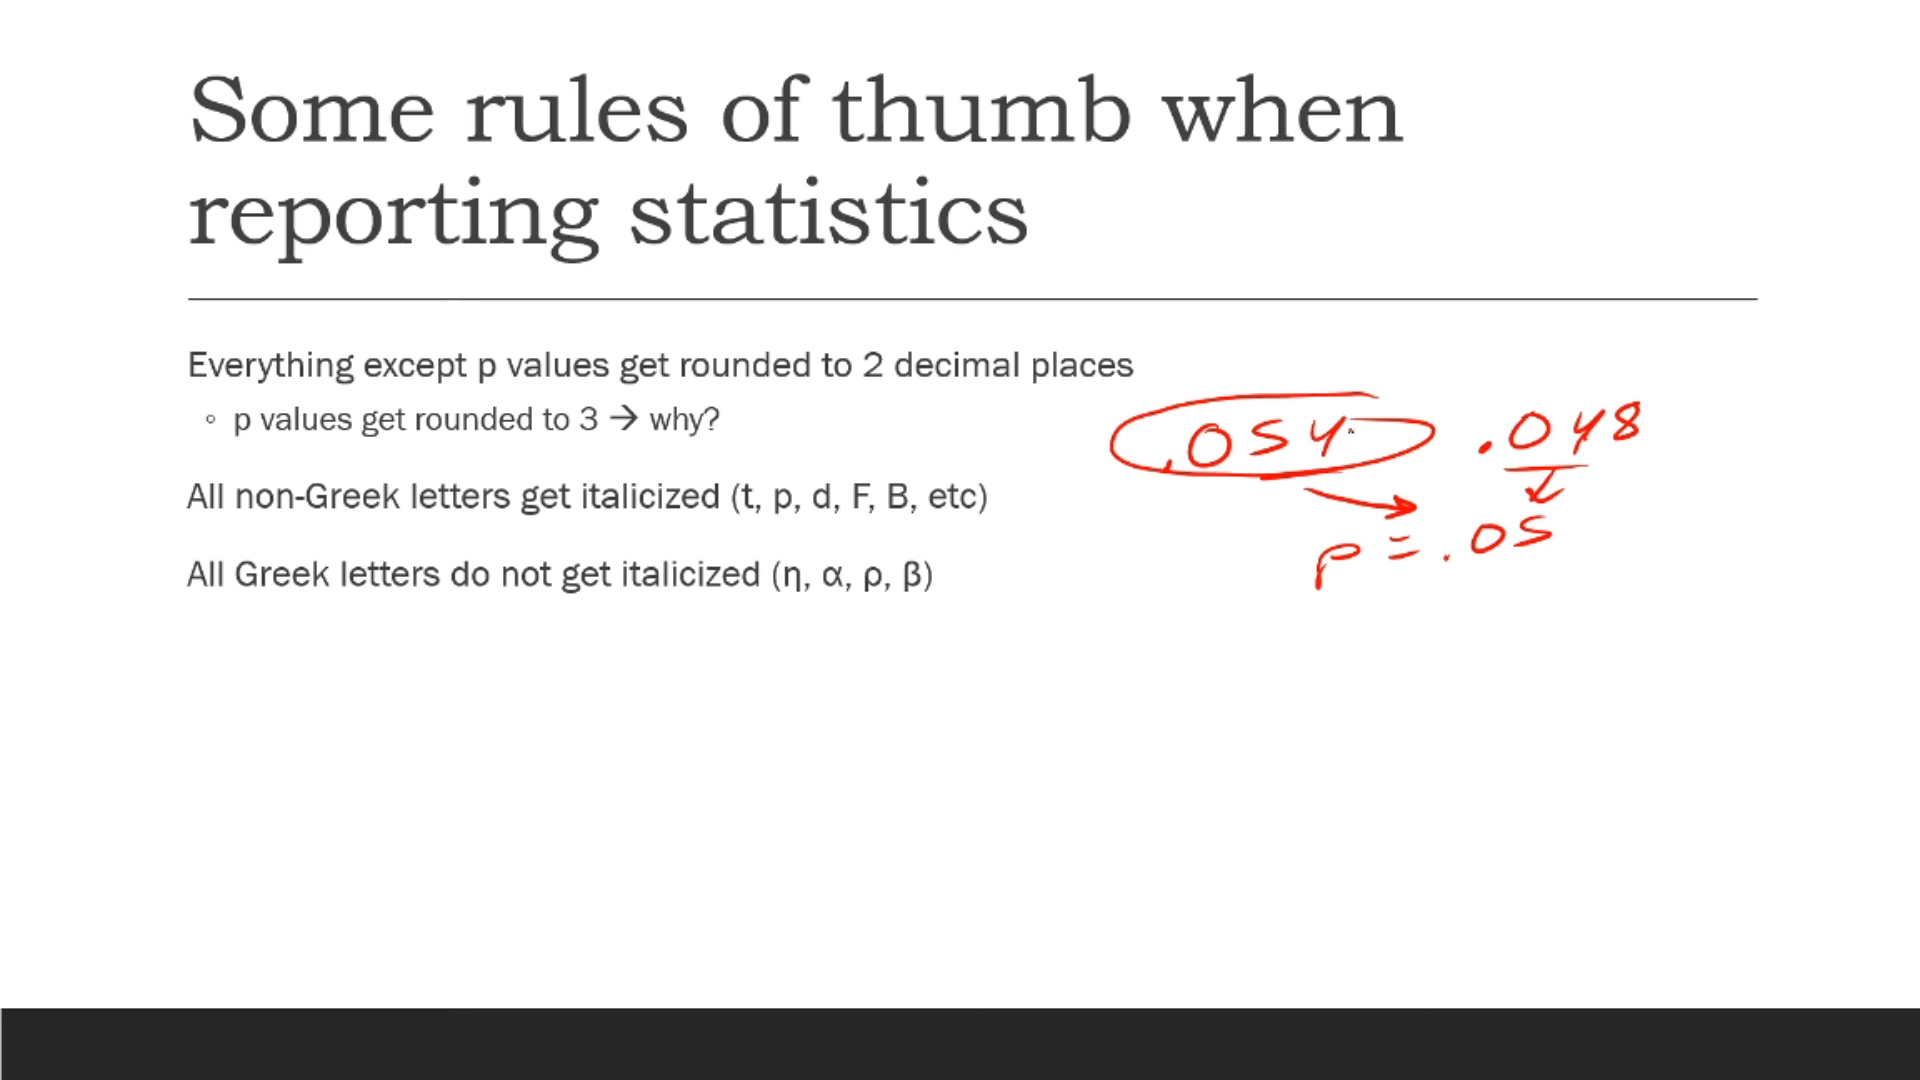 Some rules of thumb when
reporting statistics
Everything except p values get rounded to 2 decimal places
◦ p values get rounded to 3 → why?
.054 .048
p = .05
All non-Greek letters get italicized (t, p, d, F, B, etc)
All Greek letters do not get italicized (η, α, ρ, β)